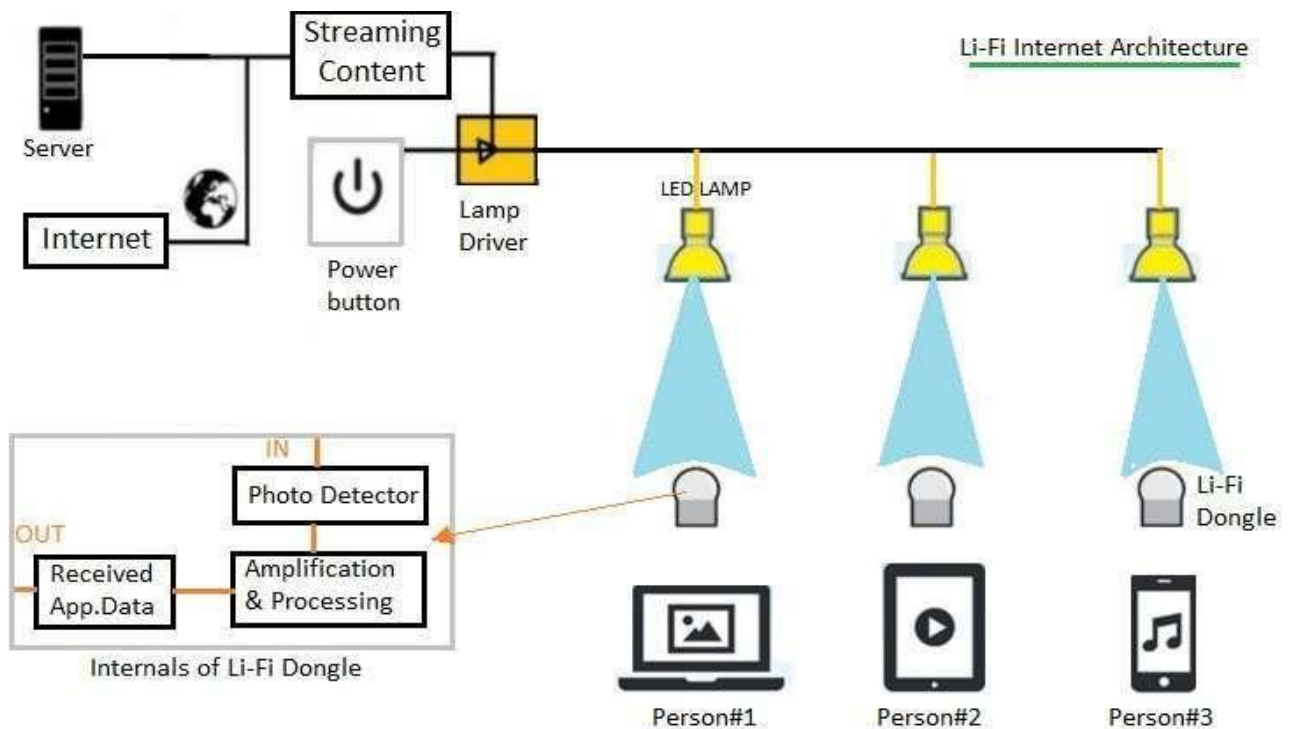 Streaming
Content
Li-Fi Internet Architecture
Server
Internet
Power
button
Lamp
Driver
LED LAMP
Li-Fi
Dongle
IN
Photo Detector
OUT
Received
App.Data
Amplification
& Processing
Internals of Li-Fi Dongle
Person#1
Person#2
Person#3